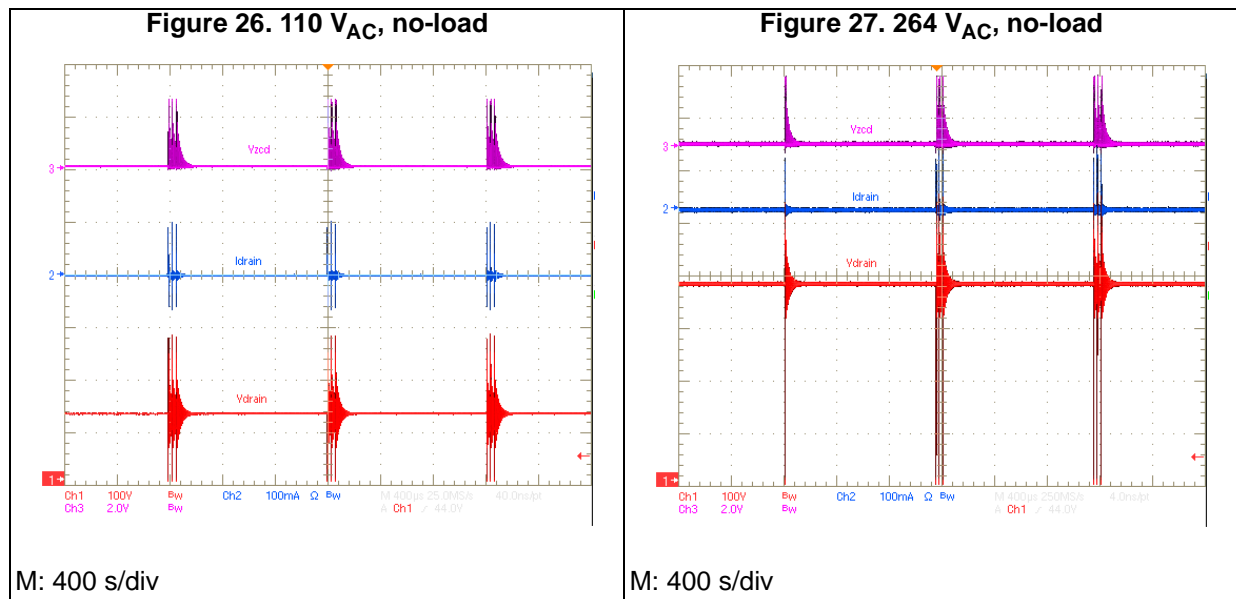 Figure 26. 110 VAC, no-load
Vzcd
3
Idrain
2
Vdrain
1
Ch1 100V BW Ch2 100mA Ω BW M 400µs 25.0MS/s 40.0ns/pt
Ch3 2.0V BW A Ch1 ⁄ 44.0V
M: 400 s/div
Figure 27. 264 VAC, no-load
Vzcd
3
Idrain
2
Vdrain
1
Ch1 100V BW Ch2 100mA Ω BW M 400µs 250MS/s 4.0ns/pt
Ch3 2.0V BW A Ch1 ⁄ 44.0V
M: 400 s/div